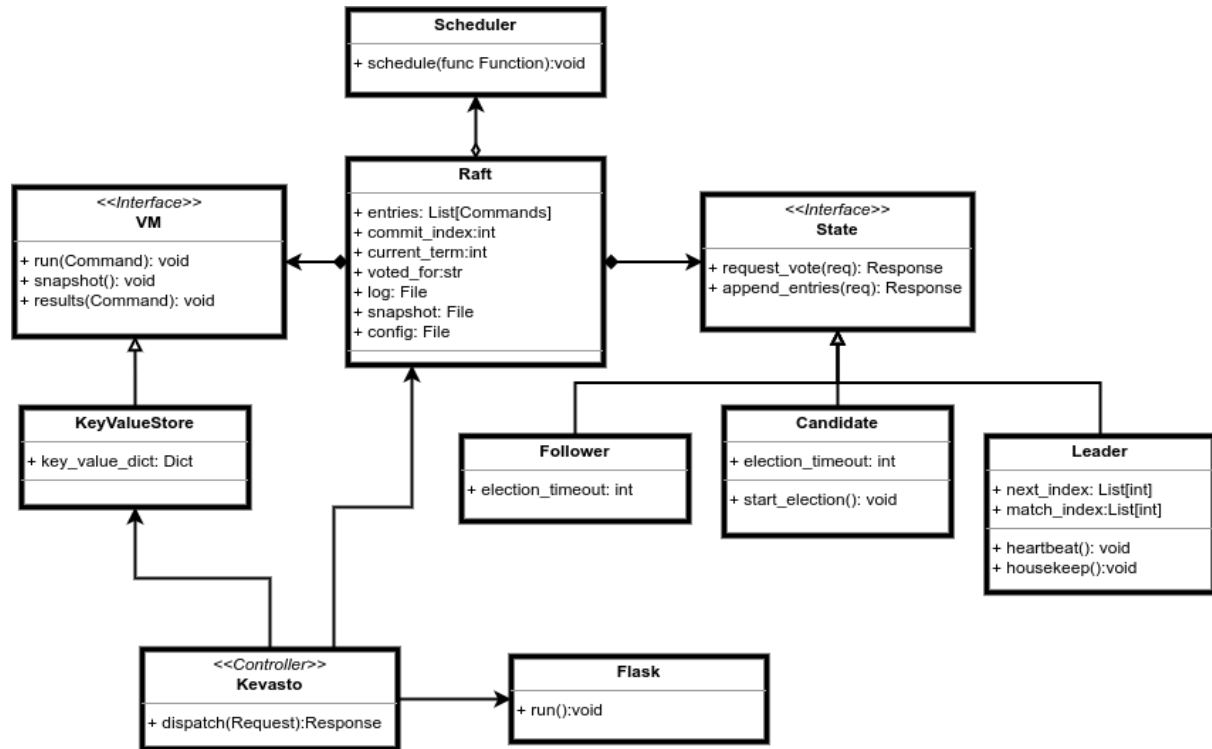 Scheduler
+ schedule(func Function):void
Raft
+ entries: List[Commands]
+ commit_index:int
+ current_term:int
+ voted_for:str
+ log: File
+ snapshot: File
+ config: File
<<Interface>>
VM
+ run(Command): void
+ snapshot(): void
+ results(Command): void
<<Interface>>
State
+ request_vote(req): Response
+ append_entries(req): Response
KeyValueStore
+ key_value_dict: Dict
Follower
+ election_timeout: int
Candidate
+ election_timeout: int
+ start_election(): void
Leader
+ next_index: List[int]
+ match_index:List[int]
+ heartbeat(): void
+ housekeep():void
<<Controller>>
Kevasto
+ dispatch(Request):Response
Flask
+ run():void